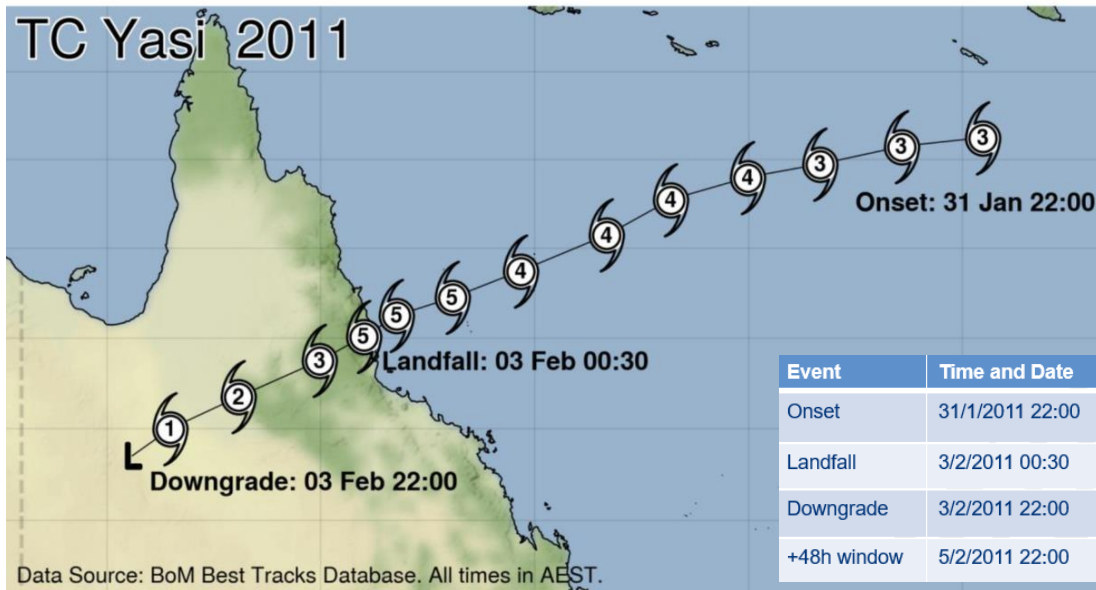 TC Yasi 2011
3
3
3
4
4
4
4
5
5
5
3
2
1
L
Onset: 31 Jan 22:00
Landfall: 03 Feb 00:30
Downgrade: 03 Feb 22:00
Event Time and Date
Onset 31/1/2011 22:00
Landfall 3/2/2011 00:30
Downgrade 3/2/2011 22:00
+48h window 5/2/2011 22:00
Data Source: BoM Best Tracks Database. All times in AEST.